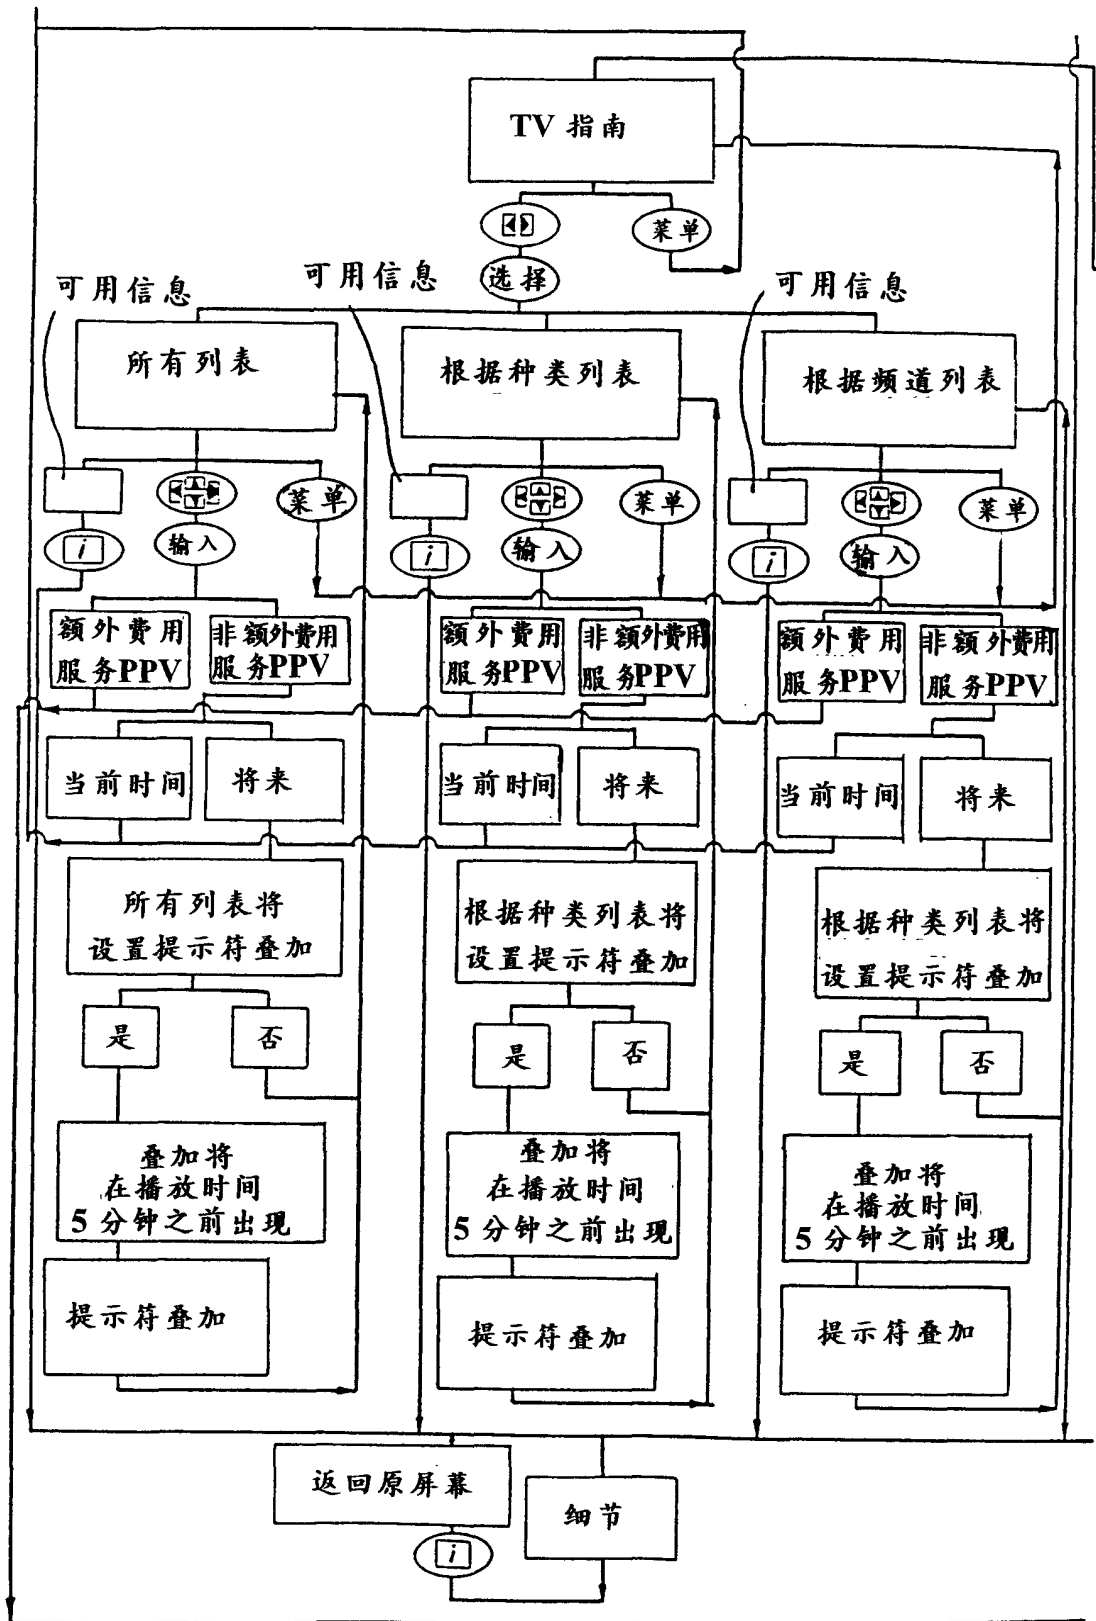 TV 指南
菜单
选择
可用信息
可用信息
可用信息
所有列表
根据种类列表
根据频道列表
菜单
菜单
菜单
i
输入
i
输入
i
输入
额外费用
服务PPV
非额外费用
服务PPV
额外费用
服务PPV
非额外费用
服务PPV
额外费用
服务PPV
非额外费用
服务PPV
当前时间
将来
当前时间
将来
当前时间
将来
所有列表将
设置提示符叠加
根据种类列表将
设置提示符叠加
根据种类列表将
设置提示符叠加
是
否
是
否
是
否
叠加将
在播放时间
5分钟之前出现
叠加将
在播放时间
5分钟之前出现
叠加将
在播放时间
5分钟之前出现
提示符叠加
提示符叠加
提示符叠加
返回原屏幕
细节
i